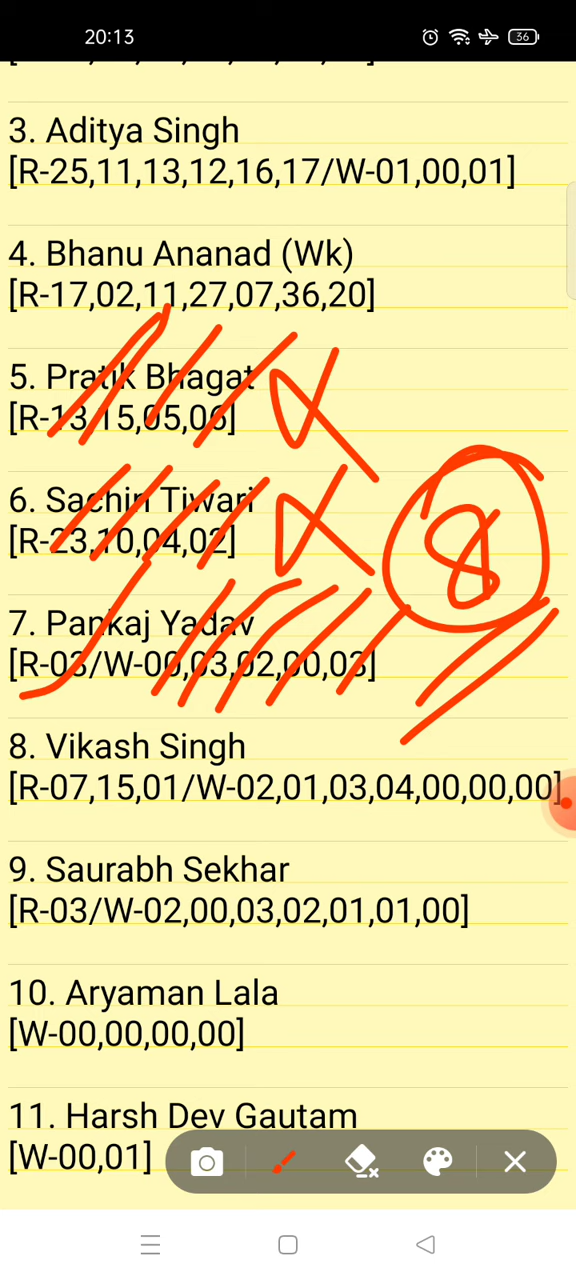 20:13
36
3. Aditya Singh
[R-25,11,13,12,16,17/W-01,00,01]
4. Bhanu Ananad (Wk)
[R-17,02,11,27,07,36,20]
5. Pratik Bhagat
[R-13,15,05,06]
6. Sachin Tiwari
[R-23,10,04,02]
8
7. Pankaj Yadav
[R-03/W-00,03,02,00,03]
8. Vikash Singh
[R-07,15,01/W-02,01,03,04,00,00,00]
9. Saurabh Sekhar
[R-03/W-02,00,03,02,01,01,00]
10. Aryaman Lala
[W-00,00,00,00]
11. Harsh Dev Gautam
[W-00,01]